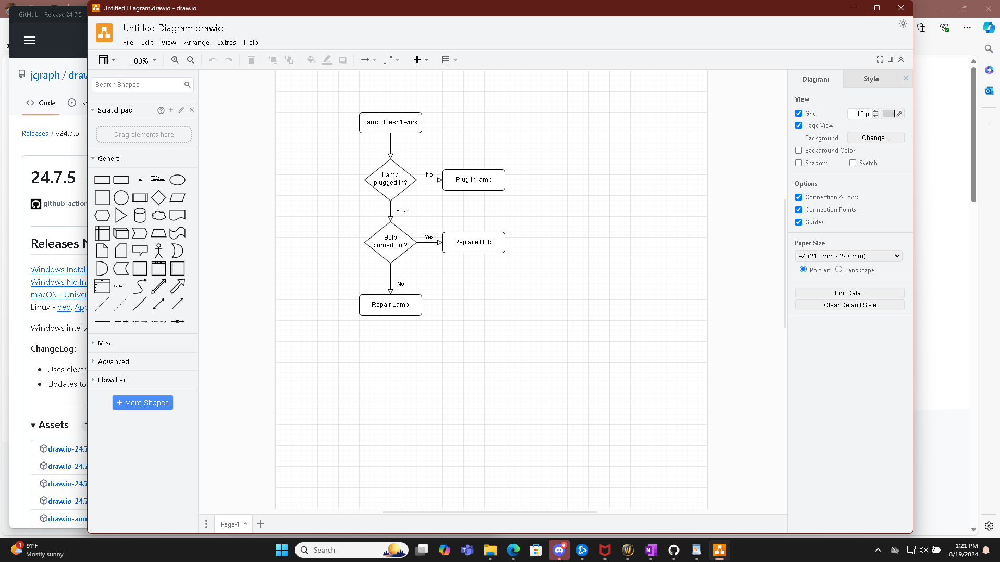 GitHub - Release 24.7.5 ·
Untitled Diagram.drawio - draw.io
Untitled Diagram.drawio
File Edit View Arrange Extras Help
100%
jgraph / draw
Code
Iss
Releases / v24.7.5
24.7.5
github-action
Releases N
Windows Install
Windows No In
macOS - Univer
Linux - deb, App
Windows intel x
ChangeLog:
Uses electr
Updates to
Assets
draw.io-24.7
draw.io-24.7
draw.io-24.7
draw.io-24.7
draw.io-arm
Search Shapes
Scratchpad
Drag elements here
General
Text
Heading
Misc
Advanced
Flowchart
+ More Shapes
Lamp doesn't work
Lamp
plugged in?
No
Plug in lamp
Yes
Bulb
burned out?
Yes
Replace Bulb
No
Repair Lamp
Page-1
Diagram Style
View
Grid 10 pt
Page View
Background Change...
Background Color
Shadow Sketch
Options
Connection Arrows
Connection Points
Guides
Paper Size
A4 (210 mm x 297 mm)
Portrait Landscape
Edit Data...
Clear Default Style
1
91°F
Mostly sunny
Search
1:21 PM
8/19/2024